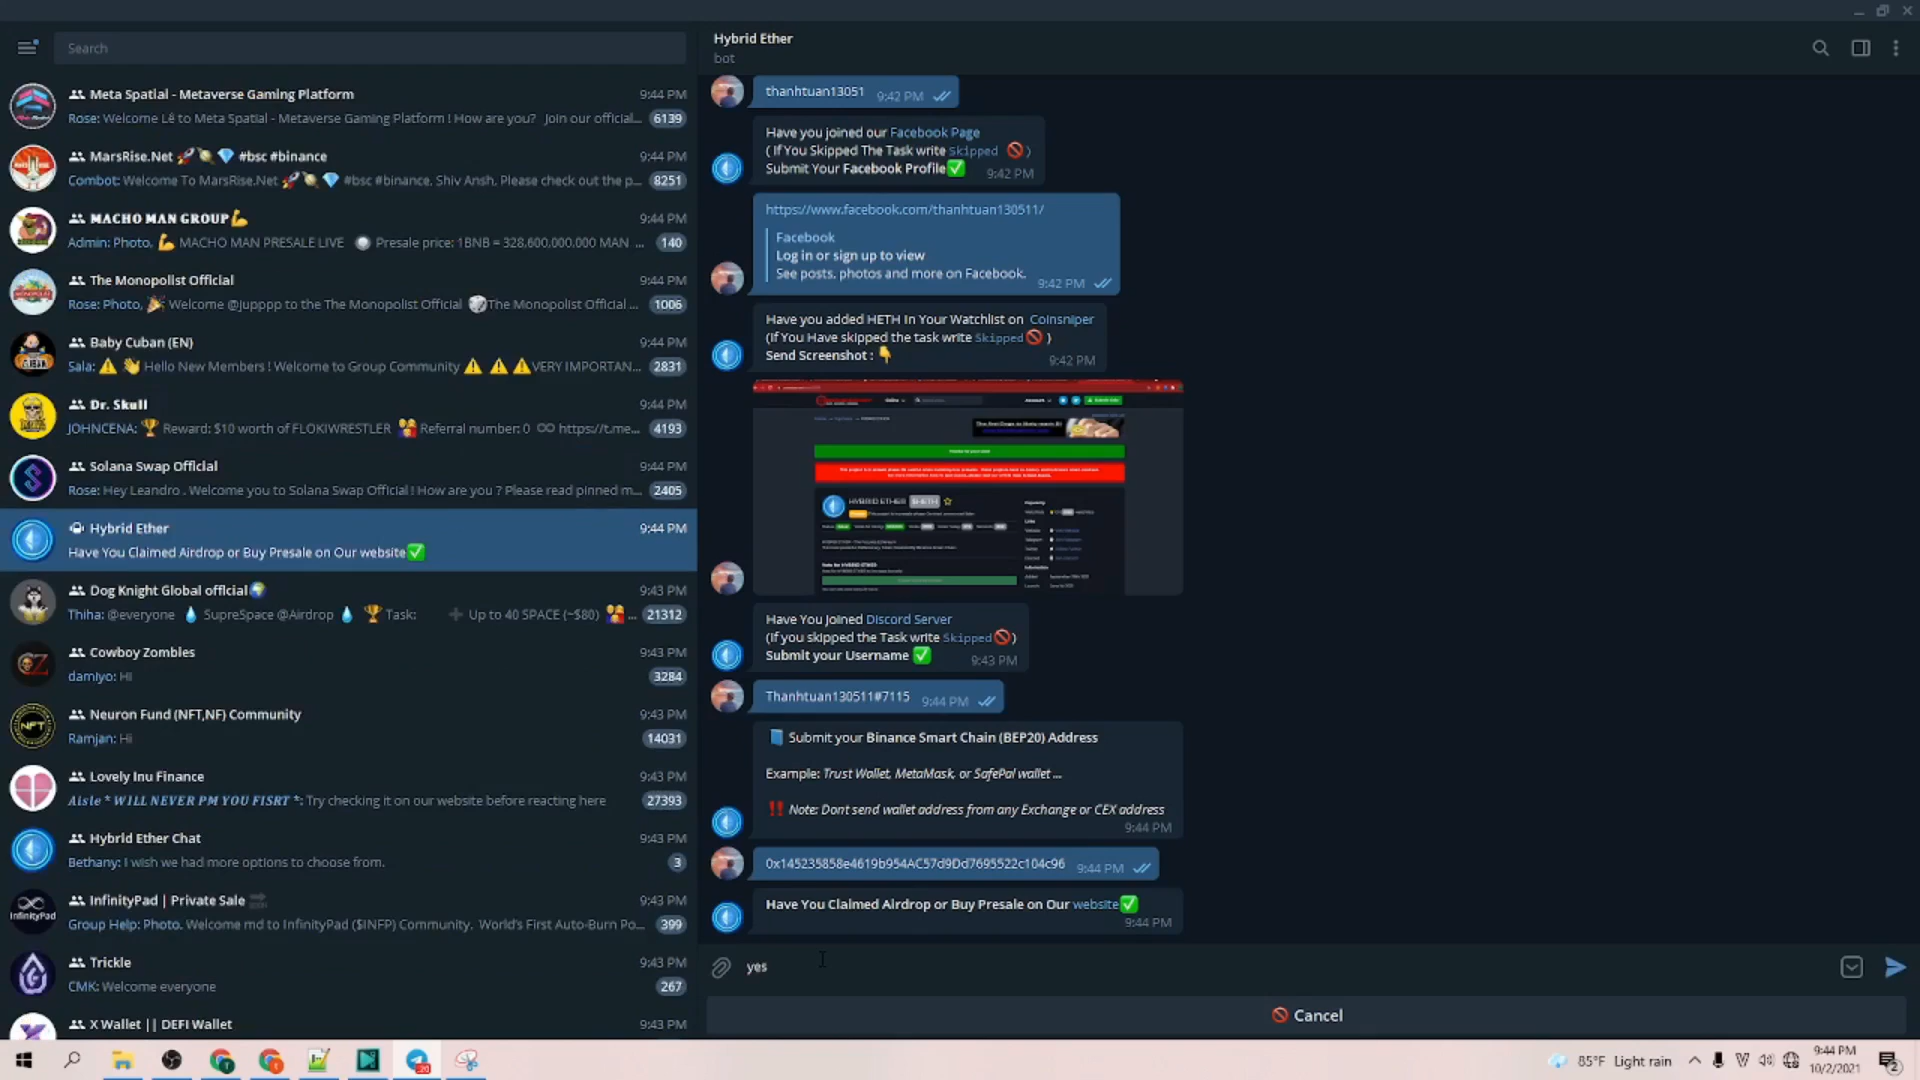 Search
Meta Spatial - Metaverse Gaming Platform 9:44 PM
Rose: Welcome Lê to Meta Spatial - Metaverse Gaming Platform ! How are you? Join our official... 6139
MarsRise.Net 🚀🪐 💎 #bsc #binance 9:44 PM
Combot: Welcome To MarsRise.Net 🚀🪐 💎 #bsc #binance, Shiv Ansh, Please check out the p... 8251
MACHO MAN GROUP💪 9:44 PM
Admin: Photo, 💪 MACHO MAN PRESALE LIVE ⚪ Presale price: 1BNB = 328,600,000,000 MAN ... 140
The Monopolist Official 9:44 PM
Rose: Photo, 🎉 Welcome @jupppp to the The Monopolist Official 🎲The Monopolist Official ... 1006
Baby Cuban (EN) 9:44 PM
Sala: ⚠️ 👋 Hello New Members ! Welcome to Group Community ⚠️ ⚠️ ⚠️VERY IMPORTAN... 2831
Dr. Skull 9:44 PM
JOHNCENA: 🏆 Reward: $10 worth of FLOKIWRESTLER 👫 Referral number: 0 ♾ https://t.me... 4193
Solana Swap Official 9:44 PM
Rose: Hey Leandro . Welcome you to Solana Swap Official ! How are you ? Please read pinned m... 2405
Hybrid Ether 9:44 PM
Have You Claimed Airdrop or Buy Presale on Our website✅
Dog Knight Global official🌍 9:43 PM
Thiha: @everyone 💧 SupreSpace @Airdrop 💧 🏆 Task: ➕ Up to 40 SPACE (~$80) 👫 ... 21312
Cowboy Zombies 9:43 PM
damiyo: Hi 3284
Neuron Fund (NFT,NF) Community 9:43 PM
Ramjan: Hi 14031
Lovely Inu Finance 9:43 PM
Aisle * WILL NEVER PM YOU FISRT *: Try checking it on our website before reacting here 27393
Hybrid Ether Chat 9:43 PM
Bethany: I wish we had more options to choose from. 3
InfinityPad | Private Sale 🔜 9:43 PM
Group Help: Photo. Welcome md to InfinityPad ($INFP) Community. World's First Auto-Burn Po... 399
Trickle 9:43 PM
CMK: Welcome everyone 267
X Wallet || DEFI Wallet 9:43 PM
Hybrid Ether
bot
thanhtuan13051 9:42 PM
Have you joined our Facebook Page
( If You Skipped The Task write Skipped 🚫 )
Submit Your Facebook Profile✅ 9:42 PM
https://www.facebook.com/thanhtuan130511/
Facebook
Log in or sign up to view
See posts, photos and more on Facebook.
9:42 PM
Have you added HETH In Your Watchlist on Coinsniper
(If You Have skipped the task write Skipped🚫 )
Send Screenshot : 👇 9:42 PM
HYBRID ETHER
Have You Joined Discord Server
(If you skipped the Task write Skipped🚫)
Submit your Username ✅ 9:43 PM
Thanhtuan130511#7115 9:44 PM
📘 Submit your Binance Smart Chain (BEP20) Address
Example: Trust Wallet, MetaMask, or SafePal wallet ...
‼️ Note: Dont send wallet address from any Exchange or CEX address
9:44 PM
0x145235858e4619b954AC57d9Dd7695522c104c96 9:44 PM
Have You Claimed Airdrop or Buy Presale on Our website✅
9:44 PM
yes
🚫 Cancel
InfinityPad
NFT
85°F Light rain
9:44 PM
10/2/2021
2